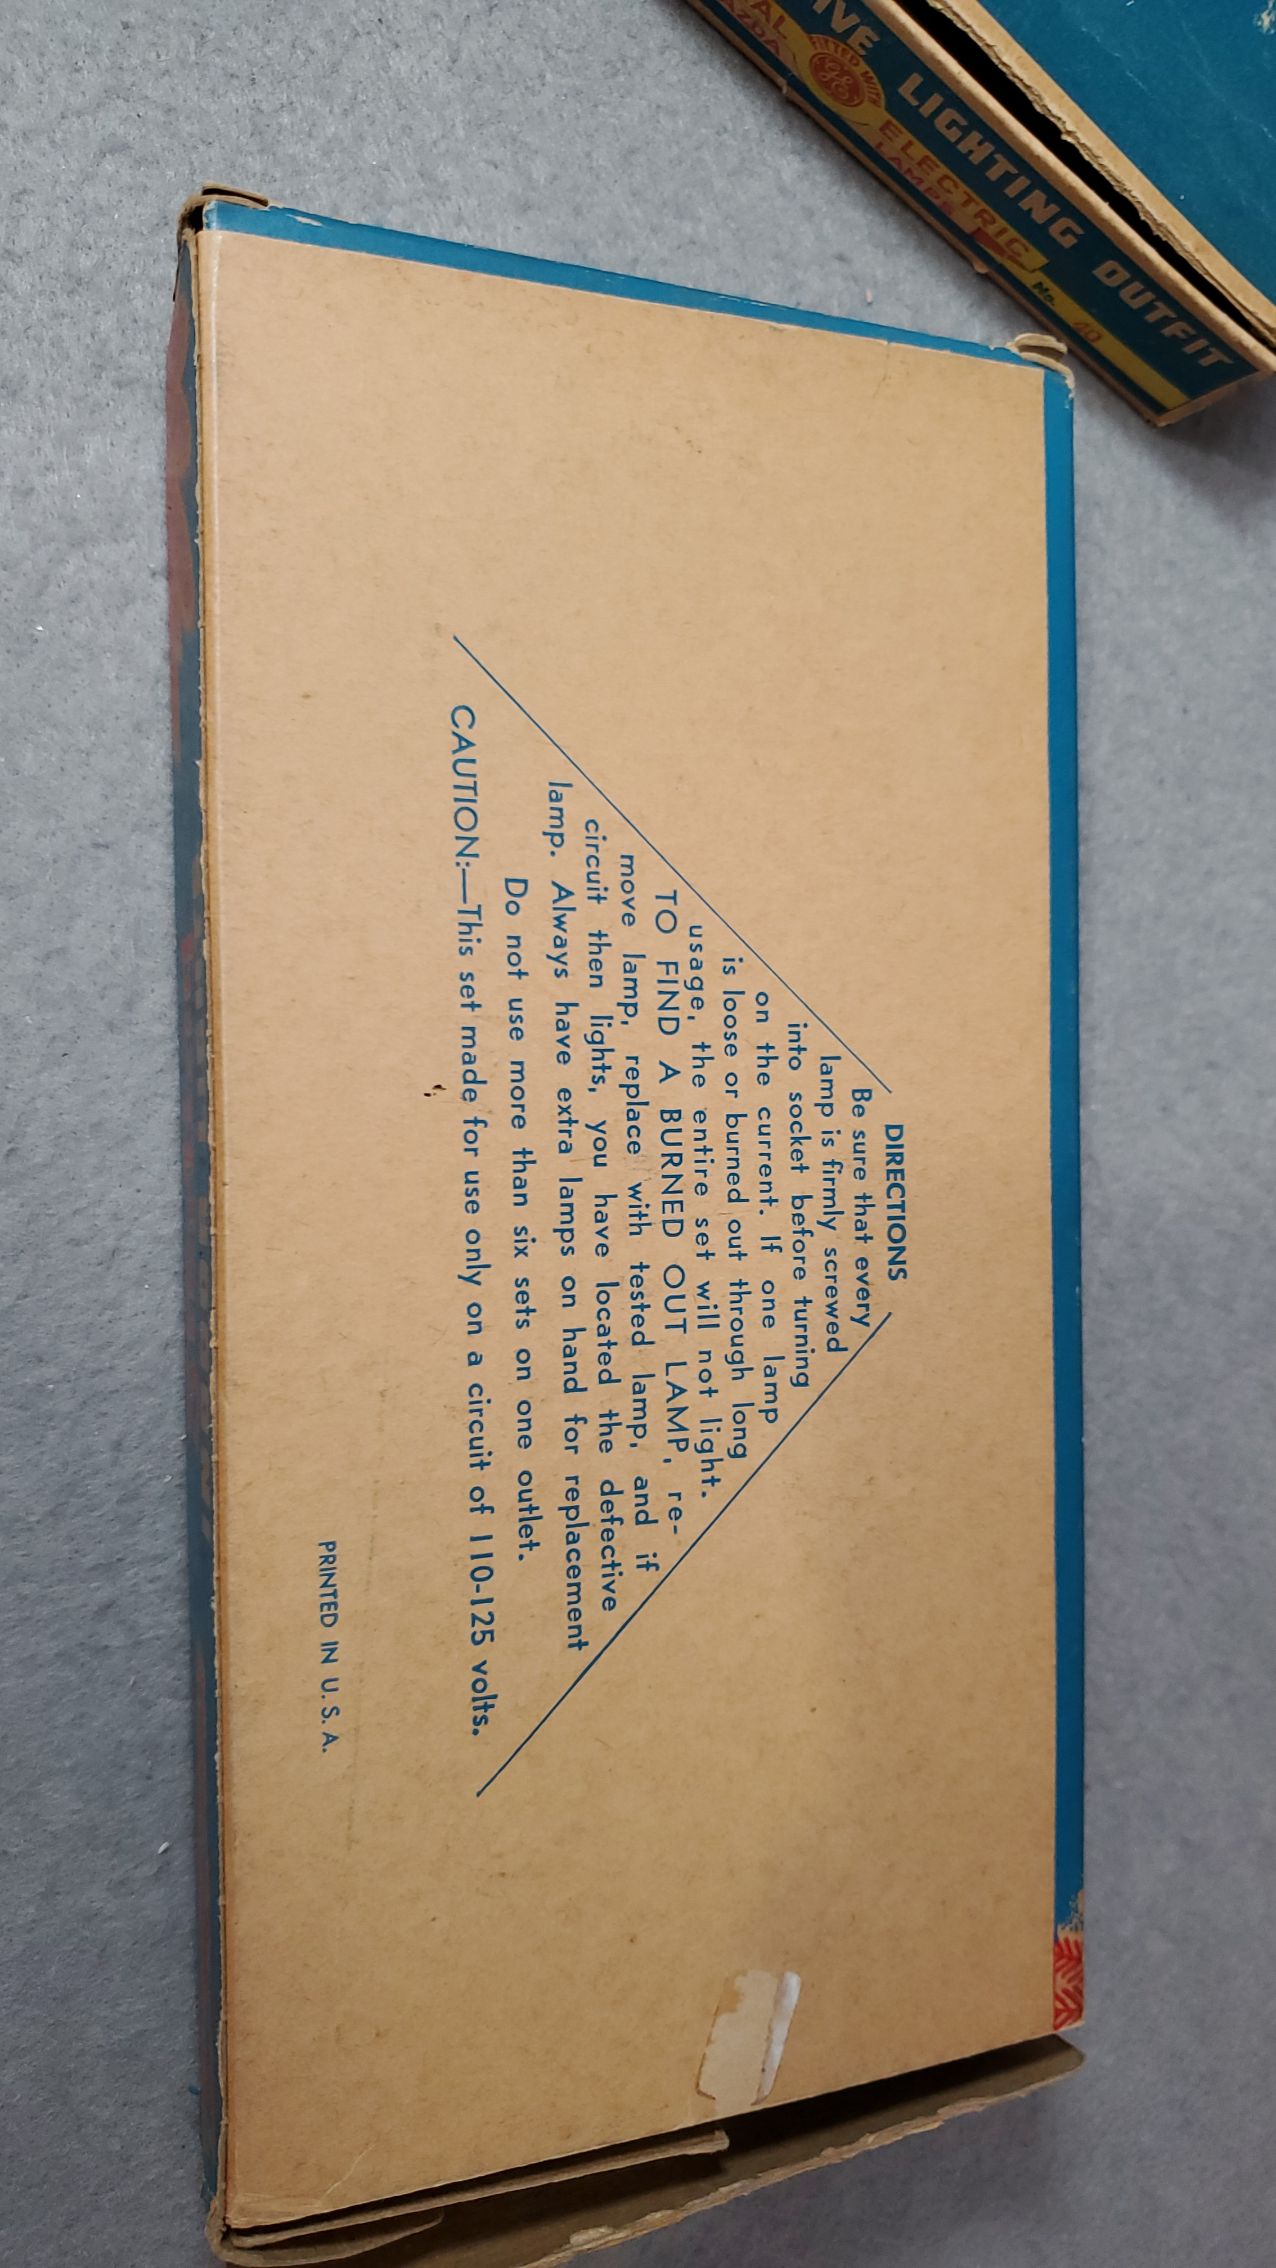 DIRECTIONS
Be sure that every
lamp is firmly screwed
into socket before turning
on the current. If one lamp
is loose or burned out through long
usage, the entire set will not light.
TO FIND A BURNED OUT LAMP, re-
move lamp, replace with tested lamp, and if
circuit then lights, you have located the defective
lamp. Always have extra lamps on hand for replacement
Do not use more than six sets on one outlet.
CAUTION:—This set made for use only on a circuit of 110-125 volts.
PRINTED IN U. S. A.
LIGHTING OUTFIT
FITTED WITH
GE
ELECTRIC
LAMPS
No. 40